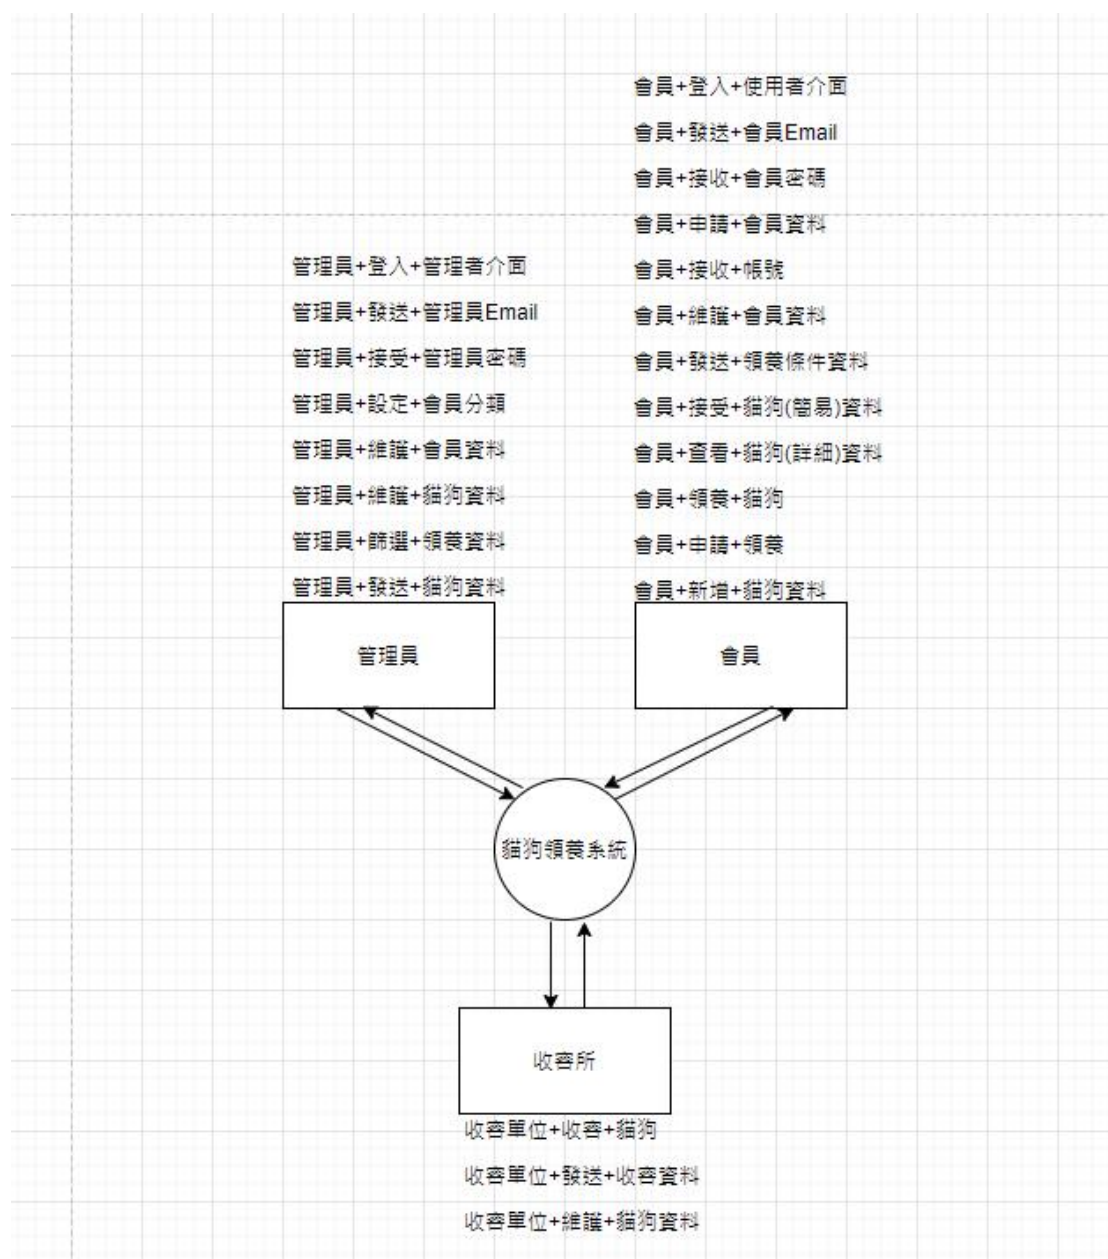 會員+登入+使用者介面
會員+發送+會員Email
會員+接收+會員密碼
會員+申請+會員資料
會員+接收+帳號
會員+維護+會員資料
會員+發送+領養條件資料
會員+接受+貓狗(簡易)資料
會員+查看+貓狗(詳細)資料
會員+領養+貓狗
會員+申請+領養
會員+新增+貓狗資料
管理員+登入+管理者介面
管理員+發送+管理員Email
管理員+接受+管理員密碼
管理員+設定+會員分類
管理員+維護+會員資料
管理員+維護+貓狗資料
管理員+篩選+領養資料
管理員+發送+貓狗資料
管理員
會員
貓狗領養系統
收容所
收容單位+收容+貓狗
收容單位+發送+收容資料
收容單位+維護+貓狗資料